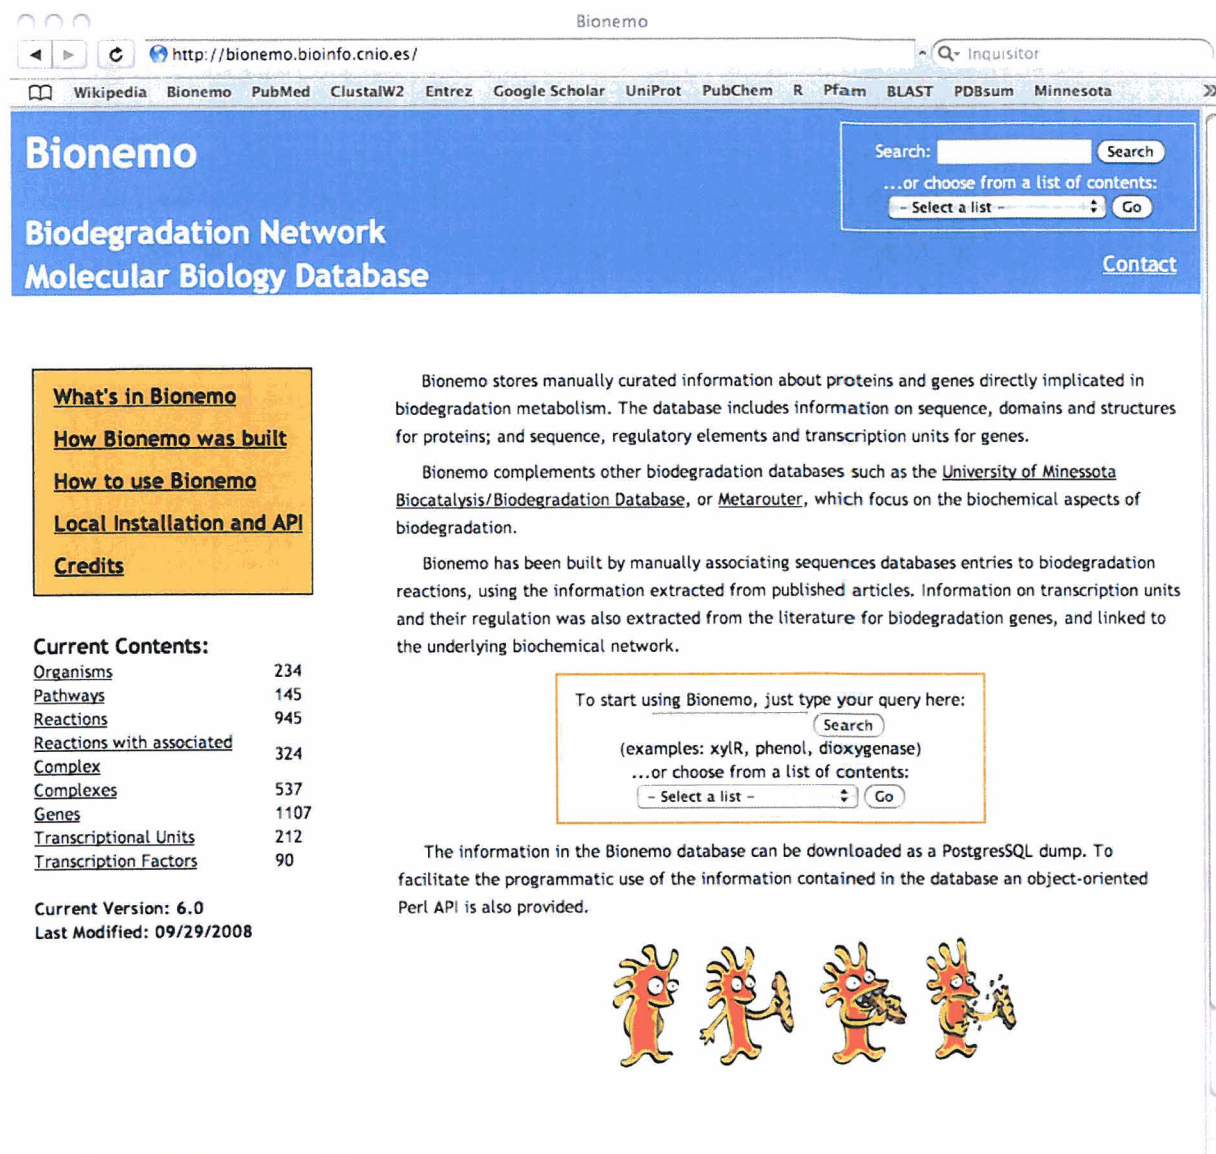 Bionemo
http://bionemo.bioinfo.cnio.es/
Inquisitor
Wikipedia Bionemo PubMed ClustalW2 Entrez Google Scholar UniProt PubChem R Pfam BLAST PDBsum Minnesota »
Bionemo
Search: Search
...or choose from a list of contents:
– Select a list – Go
Biodegradation Network
Molecular Biology Database
Contact
What's in Bionemo
How Bionemo was built
How to use Bionemo
Local Installation and API
Credits
Current Contents:
Organisms 234
Pathways 145
Reactions 945
Reactions with associated
Complex 324
Complexes 537
Genes 1107
Transcriptional Units 212
Transcription Factors 90
Current Version: 6.0
Last Modified: 09/29/2008
Bionemo stores manually curated information about proteins and genes directly implicated in
biodegradation metabolism. The database includes information on sequence, domains and structures
for proteins; and sequence, regulatory elements and transcription units for genes.
Bionemo complements other biodegradation databases such as the University of Minessota
Biocatalysis/Biodegradation Database, or Metarouter, which focus on the biochemical aspects of
biodegradation.
Bionemo has been built by manually associating sequences databases entries to biodegradation
reactions, using the information extracted from published articles. Information on transcription units
and their regulation was also extracted from the literature for biodegradation genes, and linked to
the underlying biochemical network.
To start using Bionemo, just type your query here:
Search
(examples: xylR, phenol, dioxygenase)
...or choose from a list of contents:
– Select a list – Go
The information in the Bionemo database can be downloaded as a PostgresSQL dump. To
facilitate the programmatic use of the information contained in the database an object-oriented
Perl API is also provided.